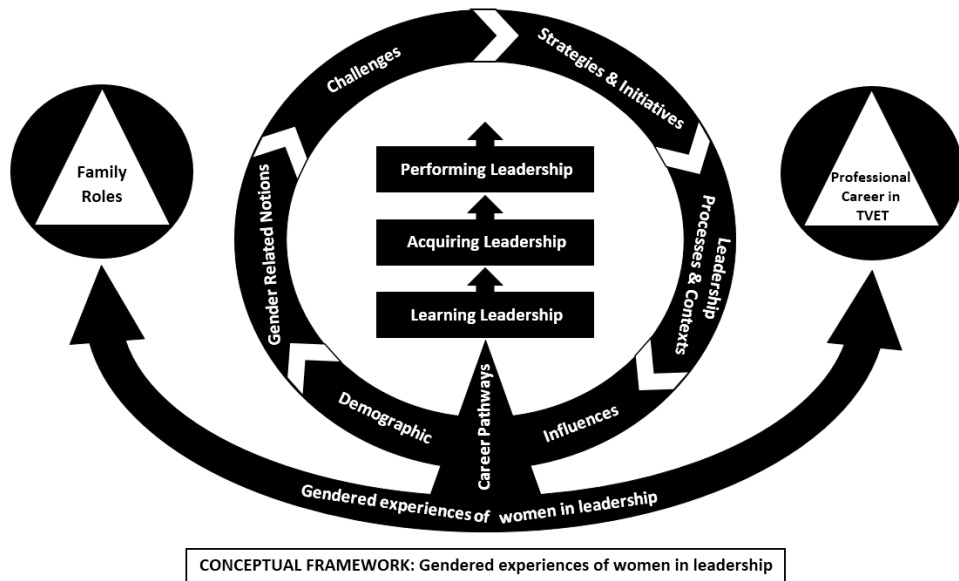 Challenges
Strategies & Initiatives
Family
Roles
Performing Leadership
Professional
Career in
TVET
Gender Related Notions
Acquiring Leadership
Leadership
Processes & Contexts
Learning Leadership
Demographic
Career Pathways
Influences
Gendered experiences of women in leadership
CONCEPTUAL FRAMEWORK: Gendered experiences of women in leadership